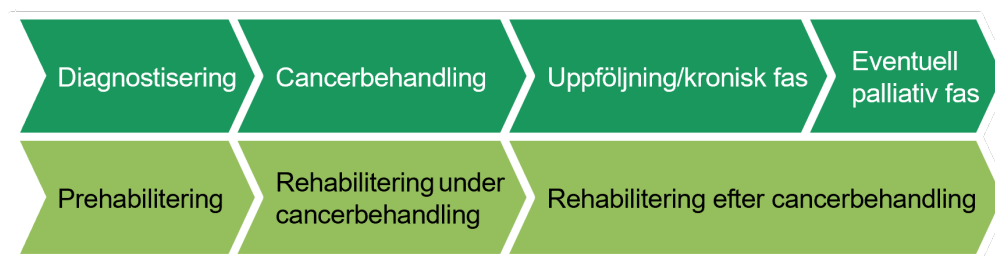 Diagnostisering
Cancerbehandling
Uppföljning/kronisk fas
Eventuell
palliativ fas
Prehabilitering
Rehabilitering under
cancerbehandling
Rehabilitering efter cancerbehandling